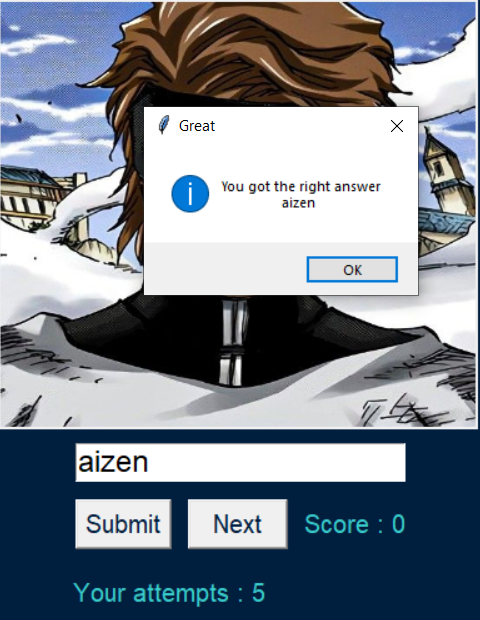 Great
You got the right answer
aizen
OK
aizen
Submit
Next
Score : 0
Your attempts : 5